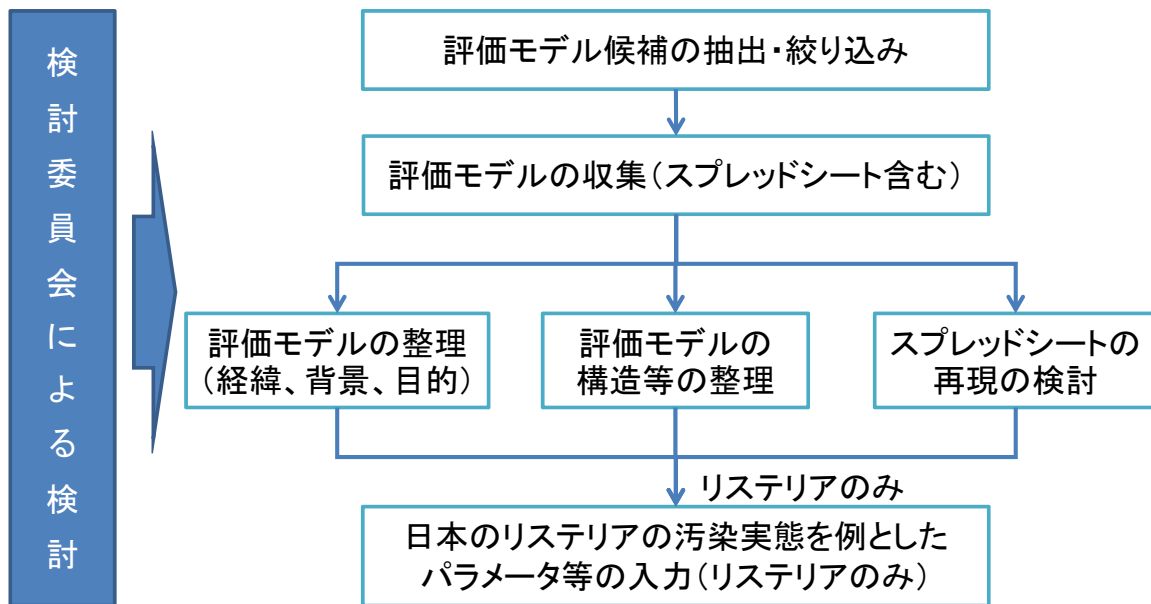 検討委員会による検討
評価モデル候補の抽出・絞り込み
評価モデルの収集(スプレッドシート含む)
評価モデルの整理
(経緯、背景、目的)
評価モデルの
構造等の整理
スプレッドシートの
再現の検討
リステリアのみ
日本のリステリアの汚染実態を例とした
パラメータ等の入力(リステリアのみ)